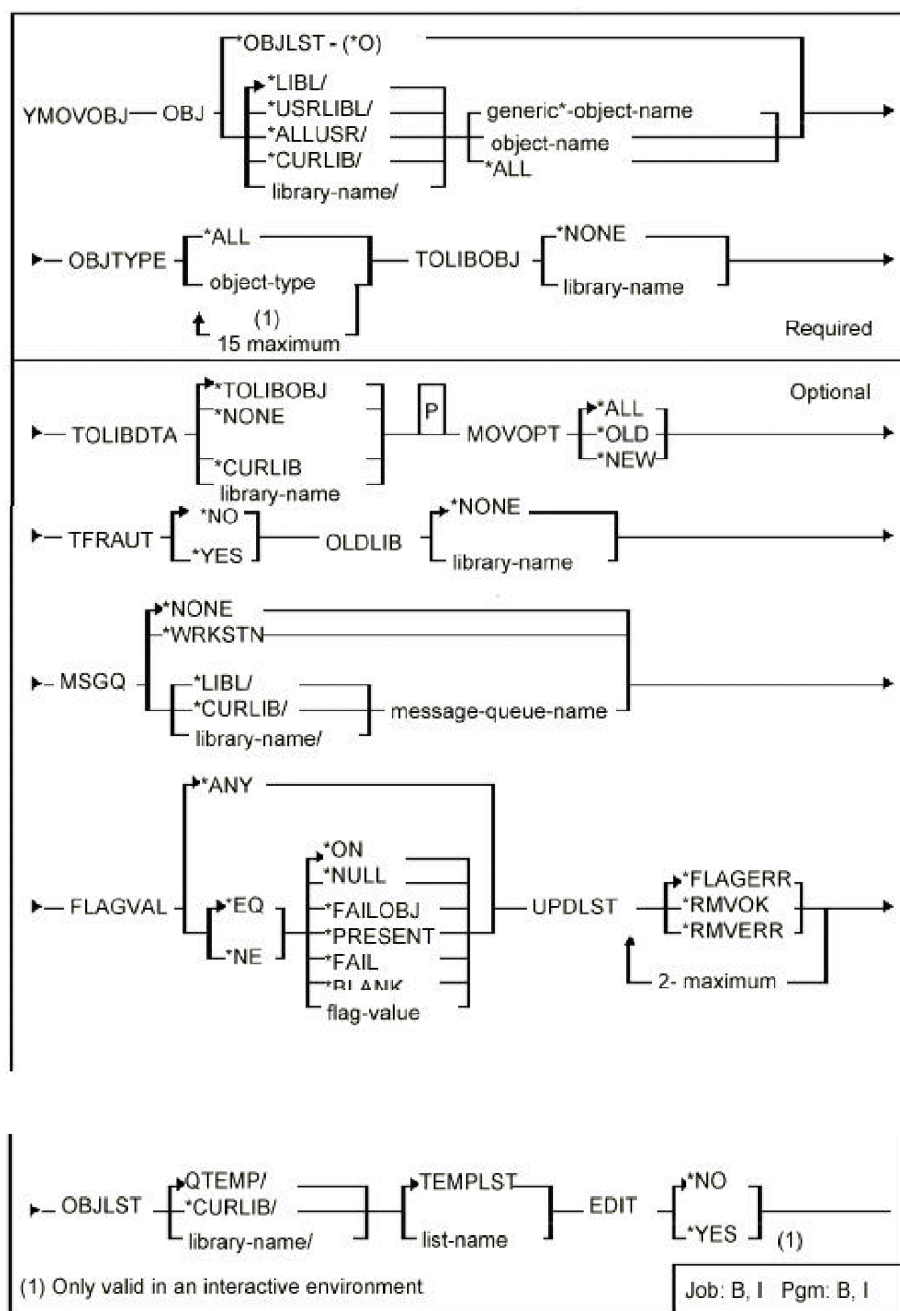 *OBJLST - (*O)
*LIBL/
YMOVOBJ OBJ *USRLIBL/ generic*-object-name
*ALLUSR/ object-name
*CURLIB/ *ALL
library-name/
OBJTYPE *ALL TOLIBOBJ *NONE
object-type library-name
(1)
15 maximum Required
Optional
TOLIBDTA *TOLIBOBJ P MOVOPT *ALL
*NONE *OLD
*CURLIB *NEW
library-name
TFRAUT *NO OLDLIB *NONE
*YES library-name
*NONE
*WRKSTN
MSGQ *LIBL/
*CURLIB/ message-queue-name
library-name/
*ANY
*ON
*NULL *FLAGERR
FLAGVAL *EQ *FAILOBJ UPDLST *RMVOK
*NE *PRESENT *RMVERR
*FAIL
*BLANK 2- maximum
flag-value
QTEMP/ TEMPLST *NO
OBJLST *CURLIB/ EDIT
library-name/ list-name *YES (1)
(1) Only valid in an interactive environment Job: B, I Pgm: B, I